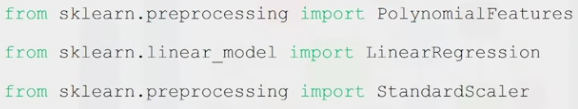 from sklearn.preprocessing import PolynomialFeatures
from sklearn.linear_model import LinearRegression
from sklearn.preprocessing import StandardScaler